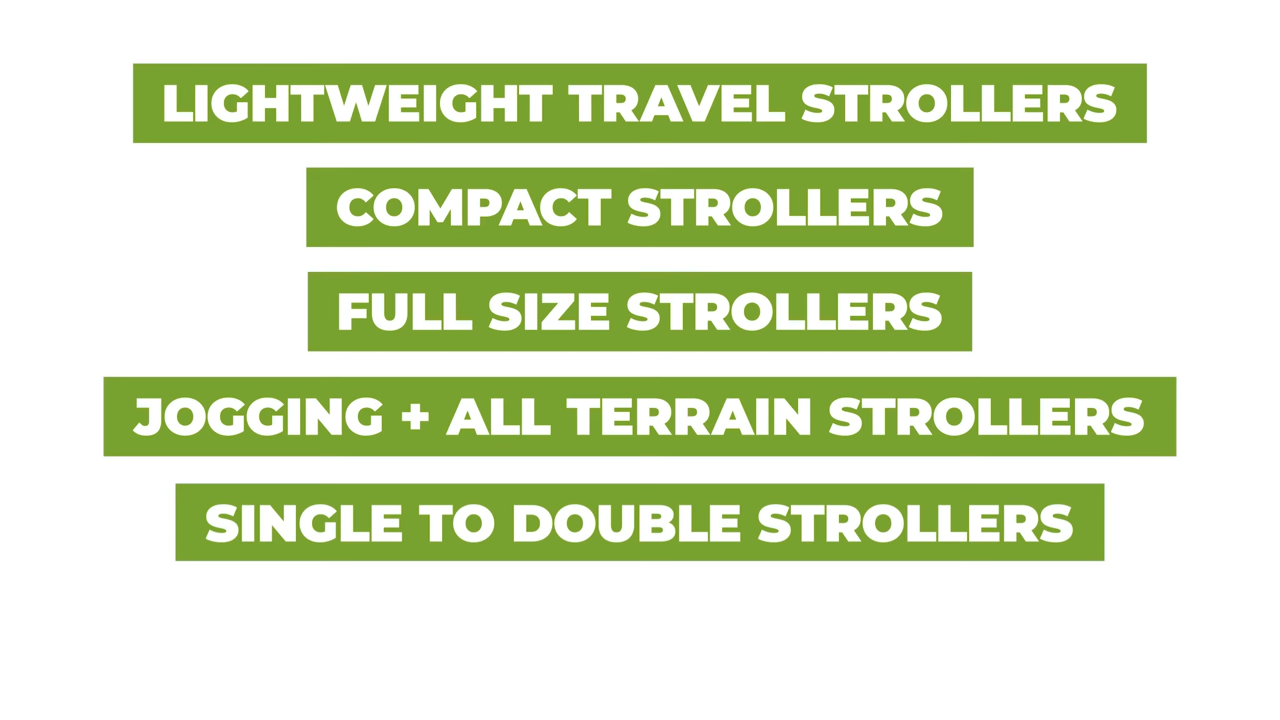 LIGHTWEIGHT TRAVEL STROLLERS
COMPACT STROLLERS
FULL SIZE STROLLERS
JOGGING + ALL TERRAIN STROLLERS
SINGLE TO DOUBLE STROLLERS